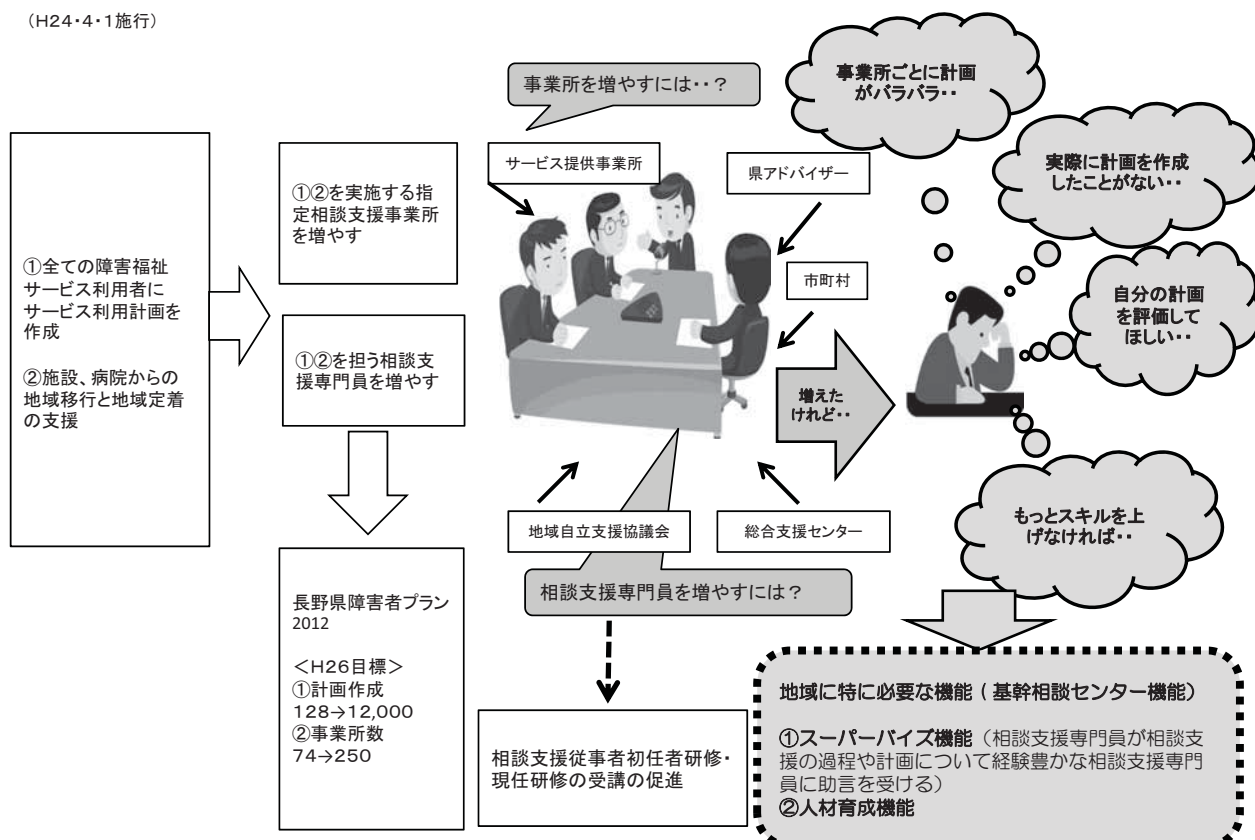 （H24・4・1施行）
①全ての障害福祉
サービス利用者に
サービス利用計画を
作成
②施設、病院からの
地域移行と地域定着
の支援
①②を実施する指
定相談支援事業所
を増やす
①②を担う相談支
援専門員を増やす
長野県障害者プラン
2012
＜H26目標＞
①計画作成
128→12,000
②事業所数
74→250
事業所を増やすには・・？
サービス提供事業所
県アドバイザー
市町村
地域自立支援協議会
総合支援センター
相談支援専門員を増やすには？
相談支援従事者初任者研修・
現任研修の受講の促進
増えた
けれど・・
事業所ごとに計画
がバラバラ・・
実際に計画を作成
したことがない・・
自分の計画
を評価して
ほしい・・
もっとスキルを上
げなければ・・
地域に特に必要な機能（基幹相談センター機能）
①スーパーバイズ機能（相談支援専門員が相談支
援の過程や計画について経験豊かな相談支援専門
員に助言を受ける）
②人材育成機能